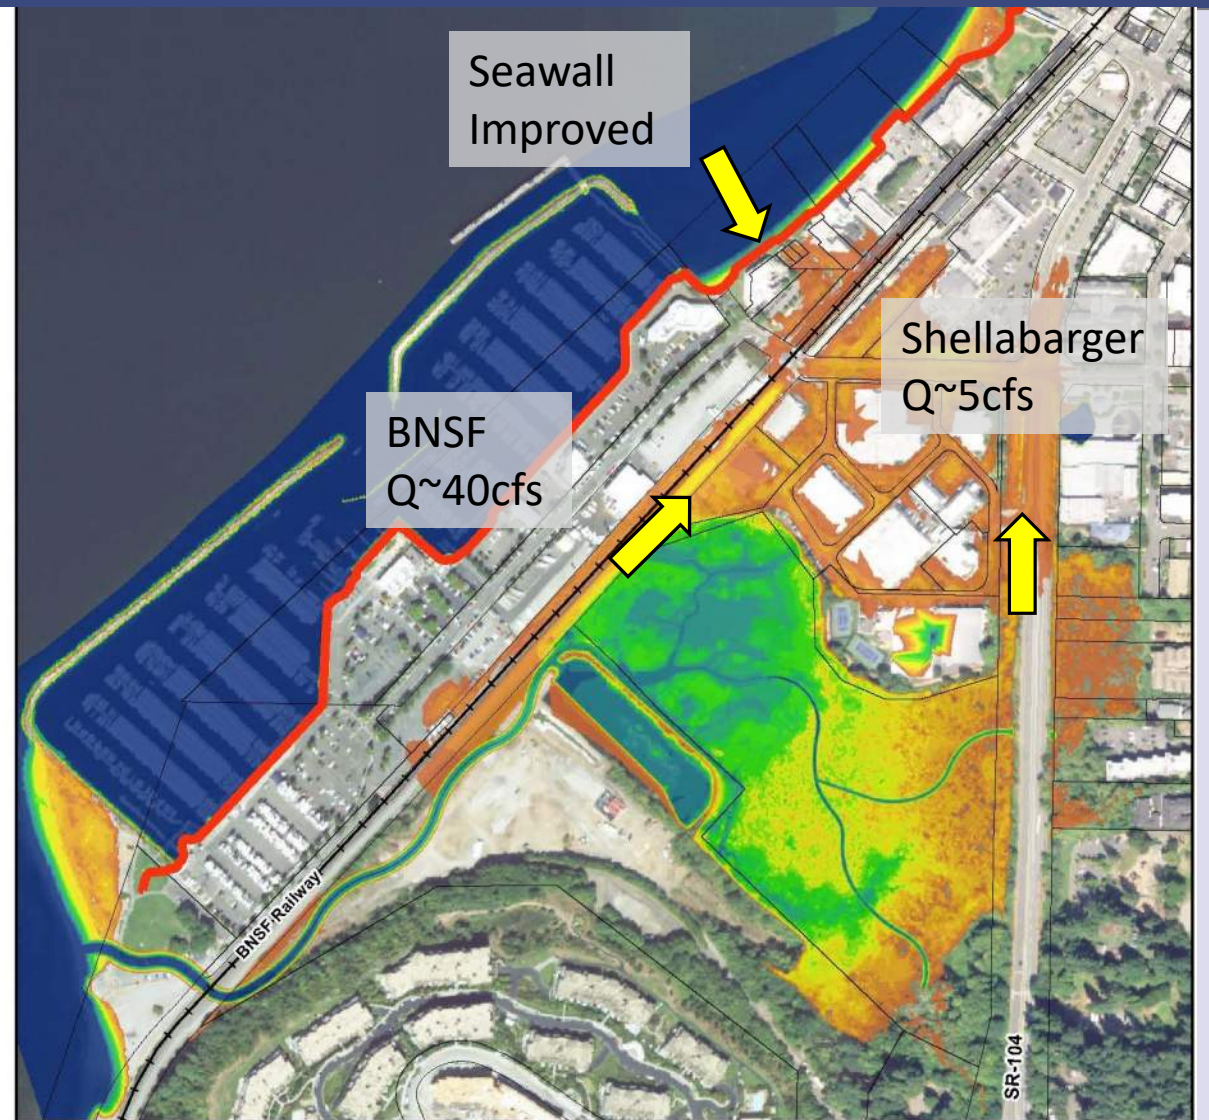 Seawall
Improved
Shellabarger
Q~5cfs
BNSF
Q~40cfs
BNSF Railway
SR-104